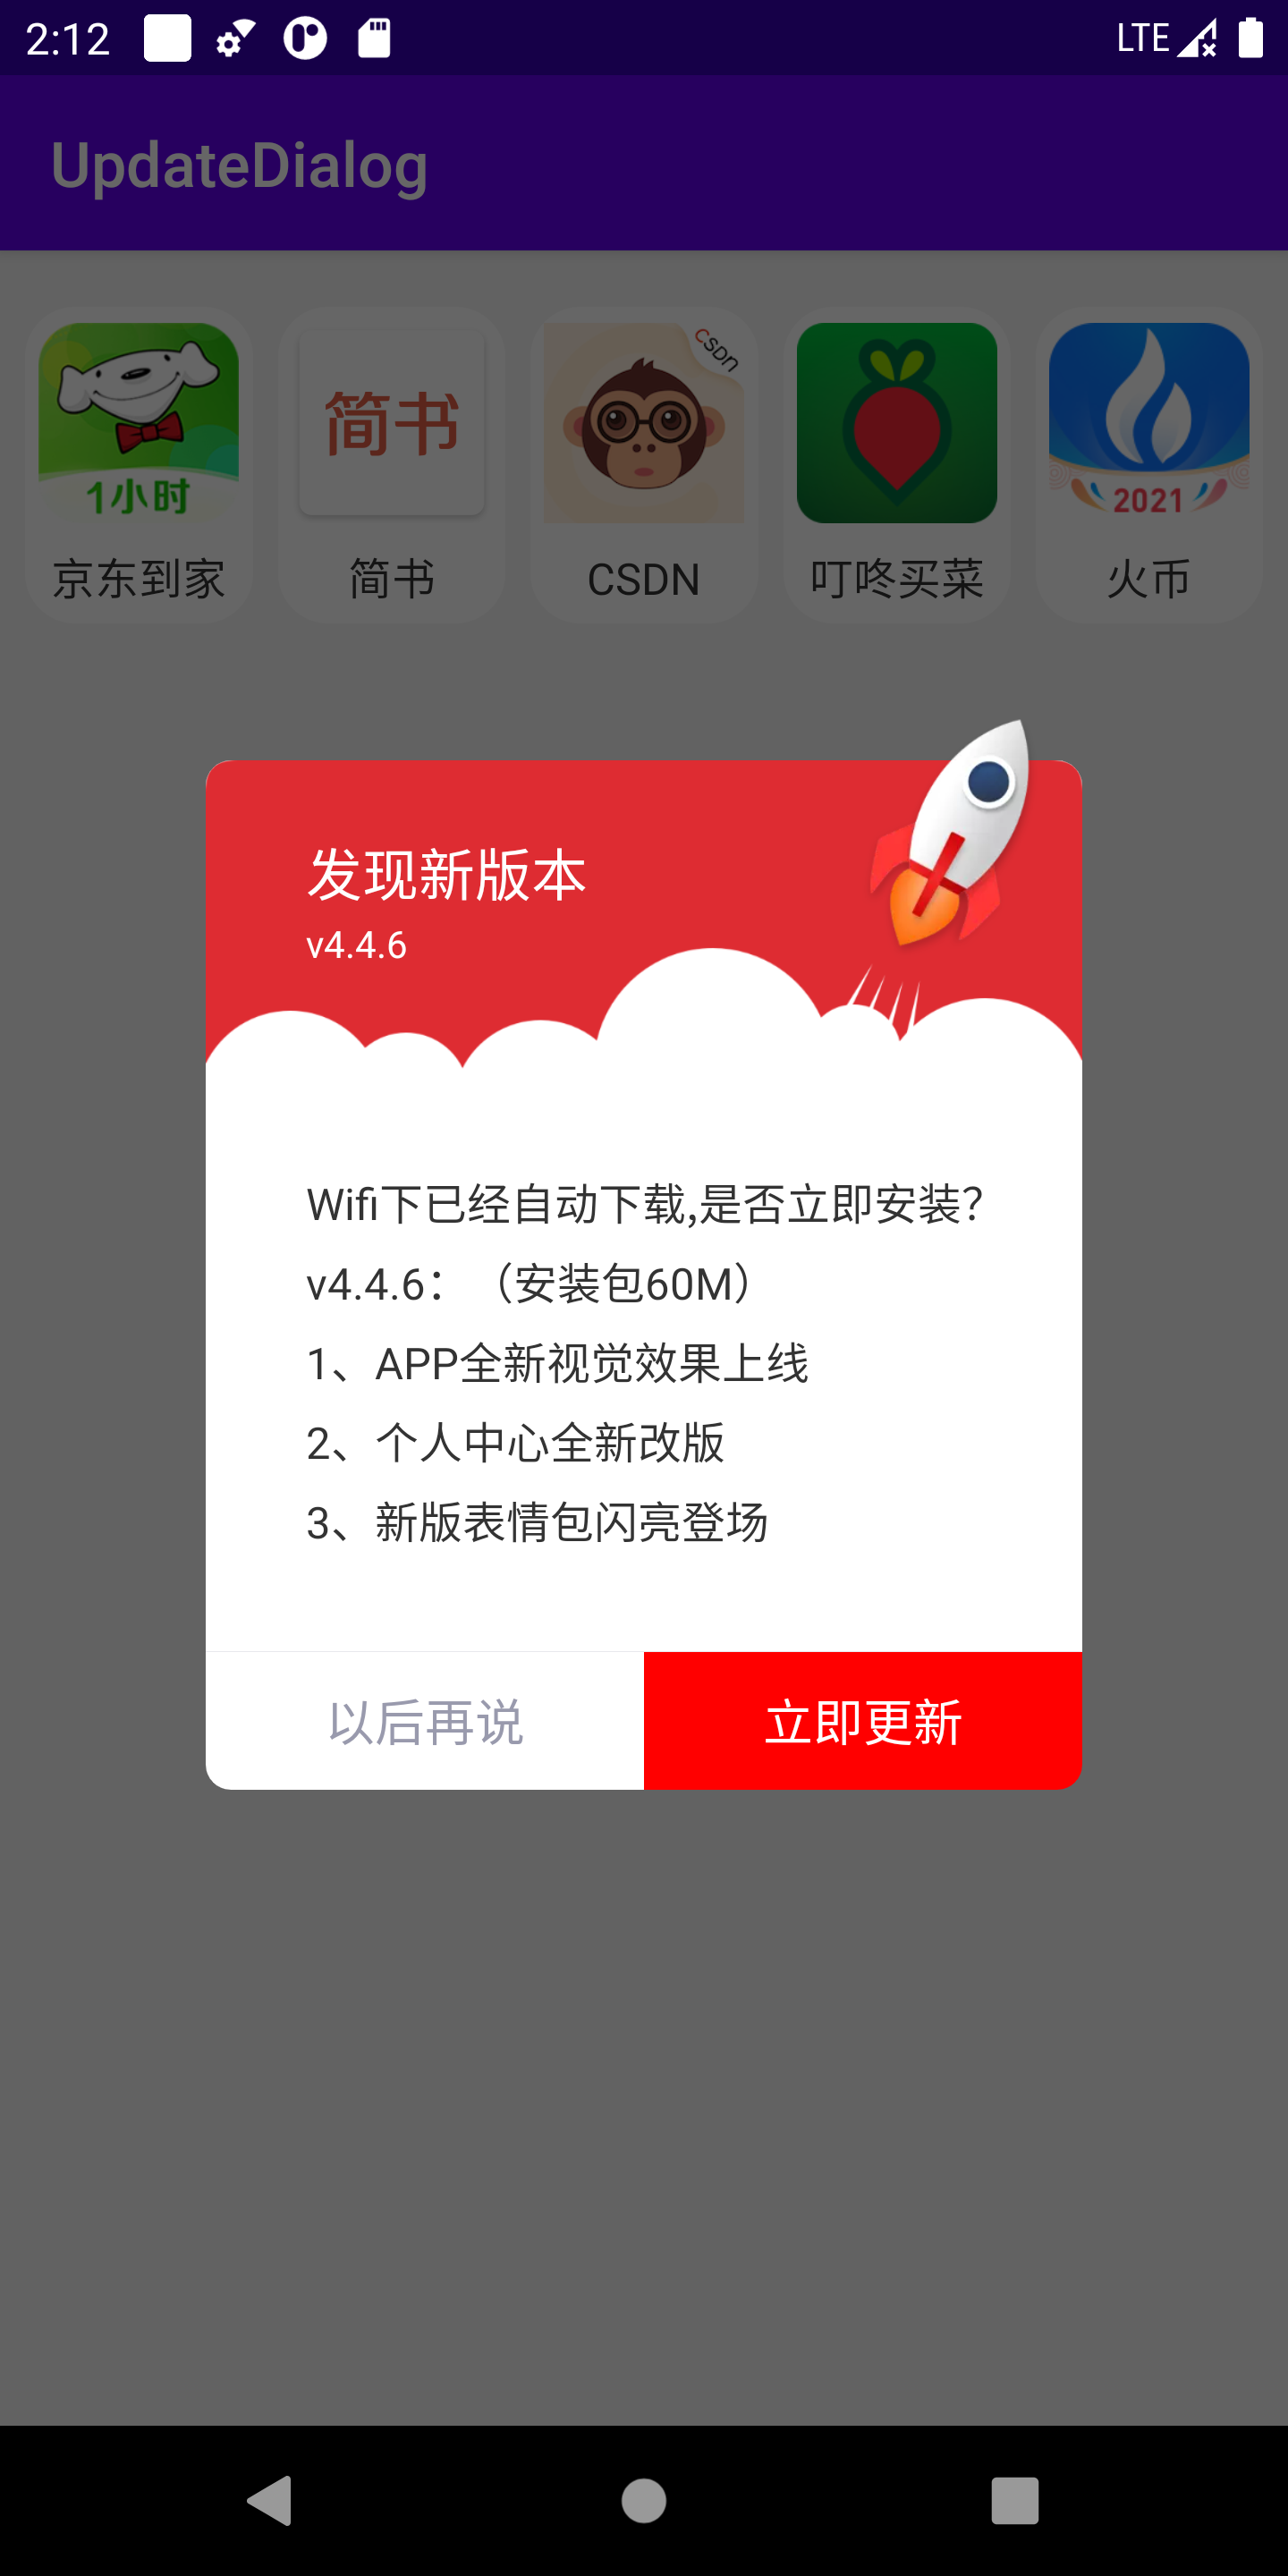 2:12
LTE
UpdateDialog
1小时
简书
CSDN
2021
京东到家
简书
CSDN
叮咚买菜
火币
发现新版本
v4.4.6
Wifi下已经自动下载,是否立即安装?
v4.4.6：（安装包60M）
1、APP全新视觉效果上线
2、个人中心全新改版
3、新版表情包闪亮登场
以后再说
立即更新